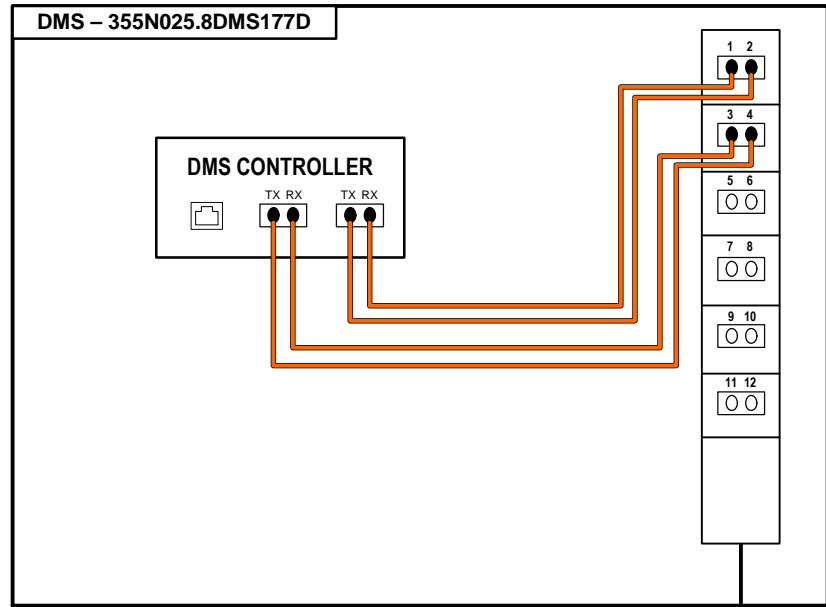 DMS – 355N025.8DMS177D
1 2
3 4
DMS CONTROLLER
TX RX TX RX
5 6
7 8
9 10
11 12